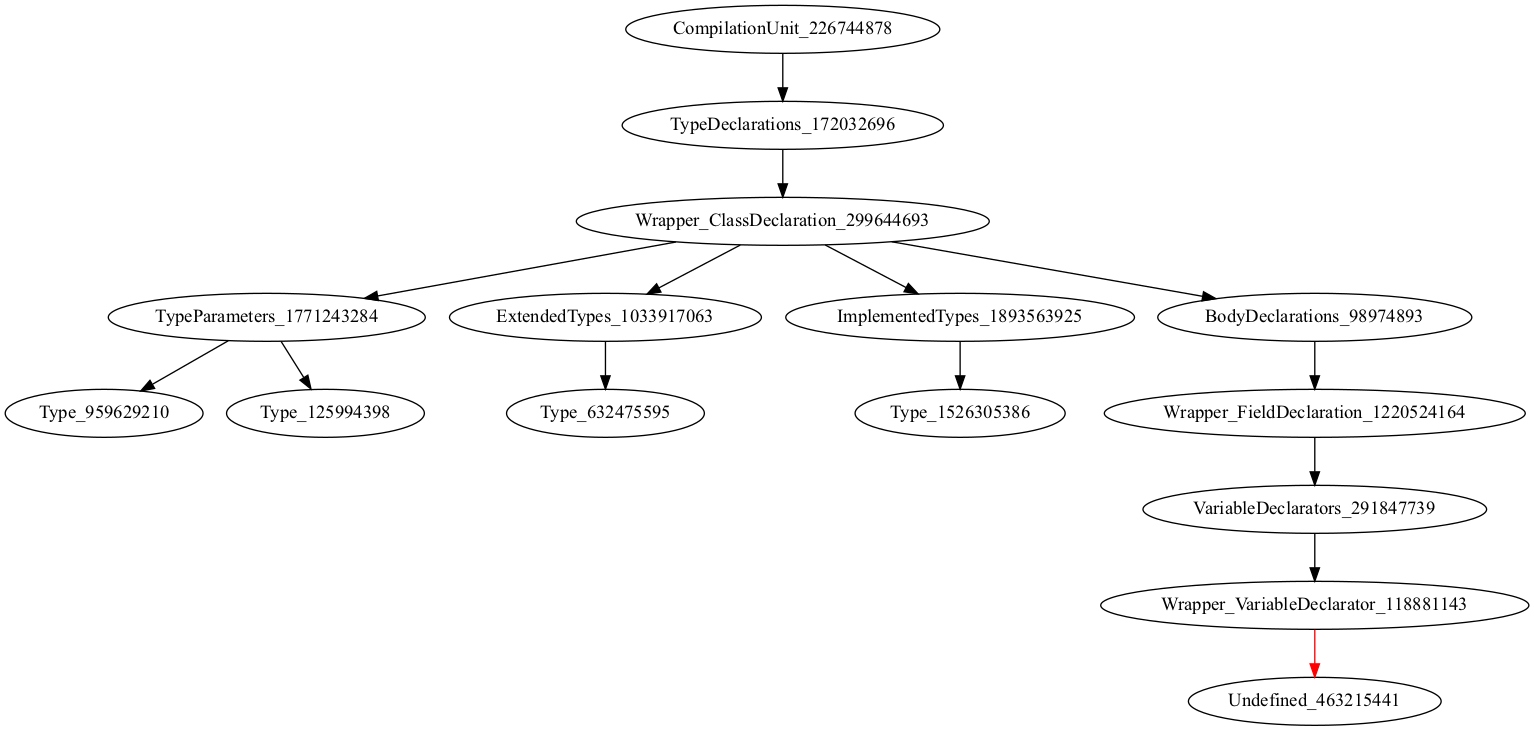 CompilationUnit_226744878
TypeDeclarations_172032696
Wrapper_ClassDeclaration_299644693
TypeParameters_1771243284
ExtendedTypes_1033917063
ImplementedTypes_1893563925
BodyDeclarations_98974893
Type_959629210
Type_125994398
Type_632475595
Type_1526305386
Wrapper_FieldDeclaration_1220524164
VariableDeclarators_291847739
Wrapper_VariableDeclarator_118881143
Undefined_463215441